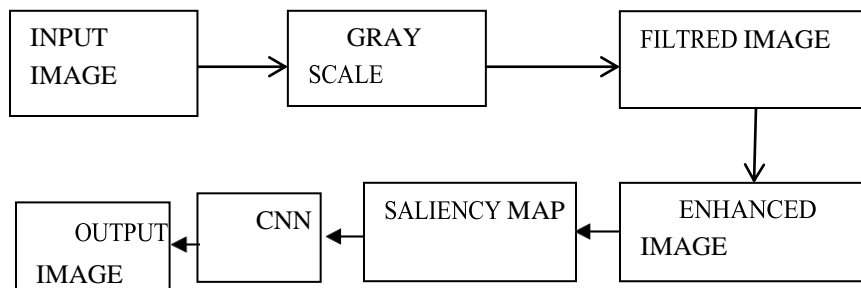 INPUT
IMAGE
GRAY
SCALE
FILTRED IMAGE
ENHANCED
IMAGE
SALIENCY MAP
CNN
OUTPUT
IMAGE